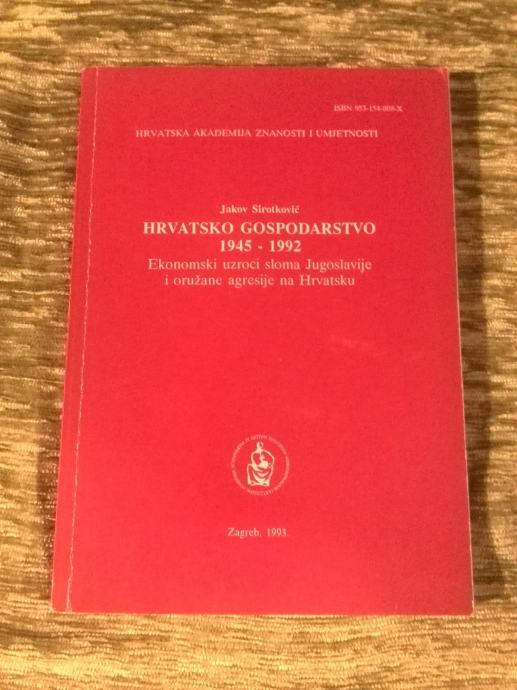 ISBN 953-154-008-X
HRVATSKA AKADEMIJA ZNANOSTI I UMJETNOSTI
Jakov Sirotković
HRVATSKO GOSPODARSTVO
1945 - 1992
Ekonomski uzroci sloma Jugoslavije
i oružane agresije na Hrvatsku
Zagreb, 1993.